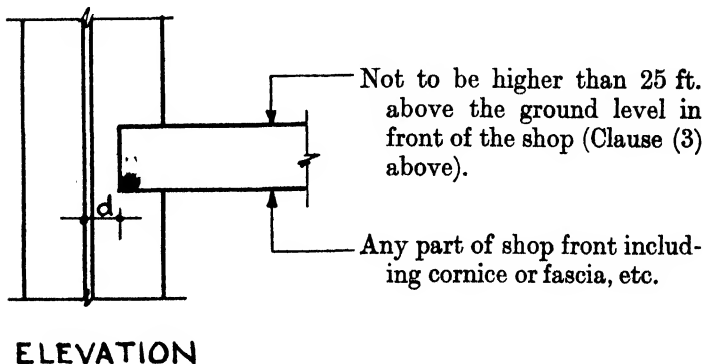 Not to be higher than 25 ft.
above the ground level in
front of the shop (Clause (3)
above).
d
Any part of shop front includ-
ing cornice or fascia, etc.
ELEVATION